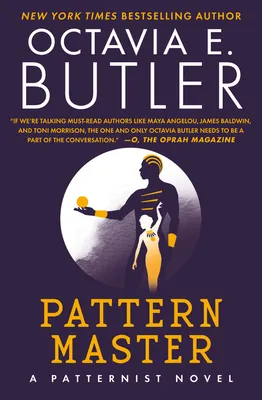 NEW YORK TIMES BESTSELLING AUTHOR
OCTAVIA E.
BUTLER
"IF WE'RE TALKING MUST-READ AUTHORS LIKE MAYA ANGELOU, JAMES BALDWIN,
AND TONI MORRISON, THE ONE AND ONLY OCTAVIA BUTLER NEEDS TO BE A
PART OF THE CONVERSATION." —O, THE OPRAH MAGAZINE
PATTERN
MASTER
A PATTERNIST NOVEL